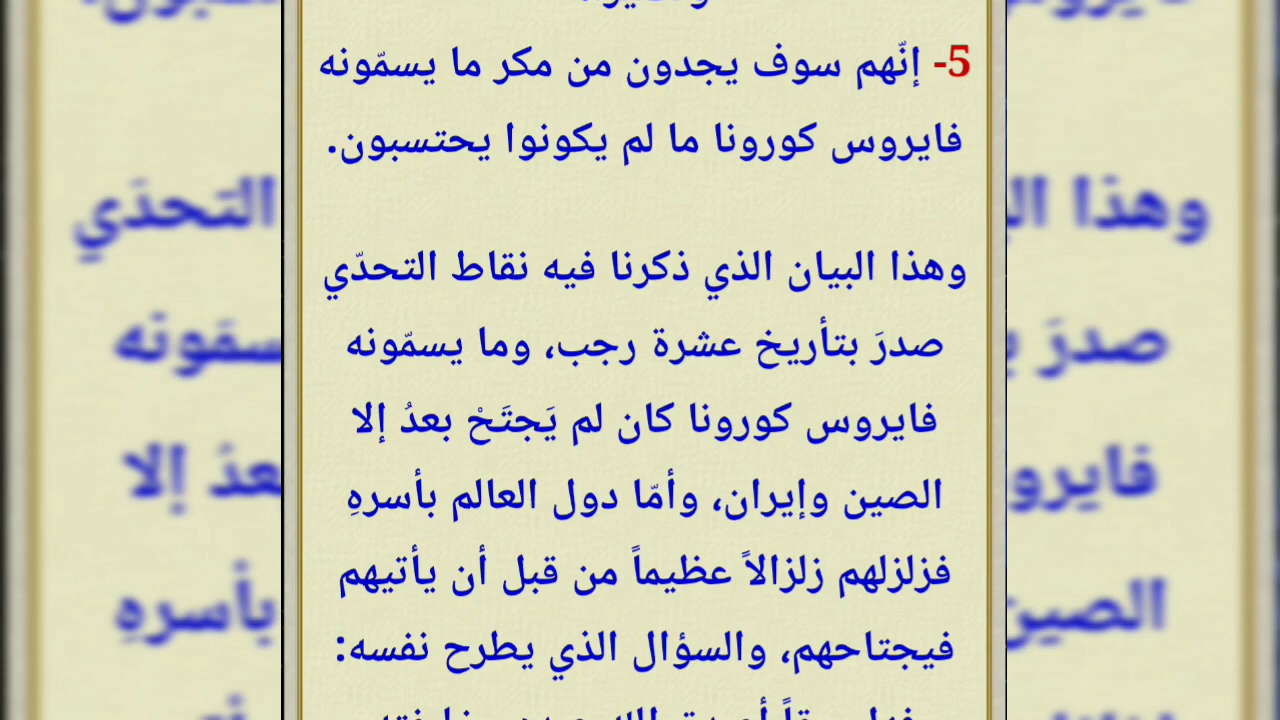 5- إنّهم سوف يجدون من مكر ما يسمّونه
فايروس كورونا ما لم يكونوا يحتسبون.
وهذا البيان الذي ذكرنا فيه نقاط التحدّي
صدرَ بتأريخ عشرة رجب، وما يسمّونه
فايروس كورونا كان لم يَجتَحْ بعدُ إلا
الصين وإيران، وأمّا دول العالم بأسرهِ
فزلزلهم زلزالاً عظيماً من قبل أن يأتيهم
فيجتاحهم، والسؤال الذي يطرح نفسه: